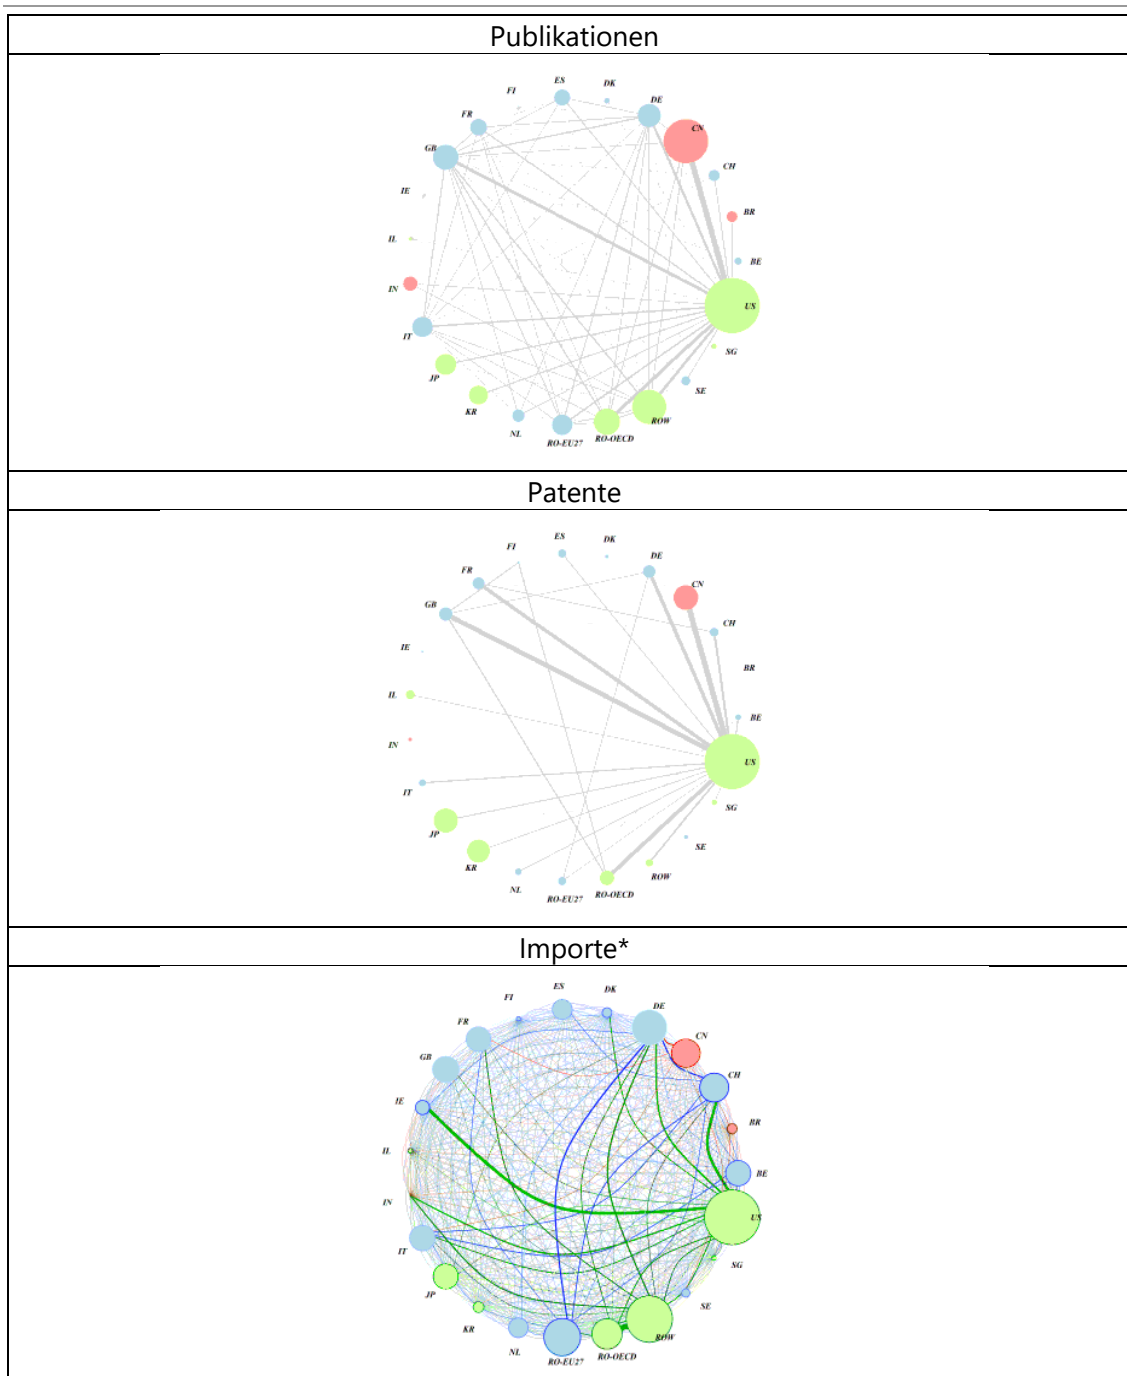 Publikationen
ES
DK
FI
DE
FR
CN
GB
CH
IE
BR
IL
BE
IN
US
IT
SG
JP
SE
KR
ROW
NL
RO-EU27
RO-OECD
Patente
ES
DK
FI
DE
FR
CN
GB
CH
IE
BR
IL
BE
IN
US
IT
SG
JP
SE
KR
ROW
NL
RO-EU27
RO-OECD
Importe*
ES
DK
FI
DE
FR
CN
GB
CH
IE
BR
IL
BE
IN
US
IT
SG
JP
SE
KR
ROW
NL
RO-EU27
RO-OECD